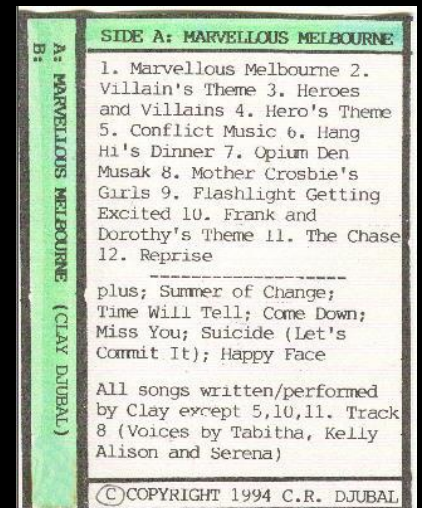 A: MARVELLOUS MELBOURNE (CLAY DJUBAL)
B:
SIDE A: MARVELLOUS MELBOURNE
1. Marvellous Melbourne 2.
Villain's Theme 3. Heroes
and Villains 4. Hero's Theme
5. Conflict Music 6. Hang
Hi's Dinner 7. Opium Den
Musak 8. Mother Crosbie's
Girls 9. Flashlight Getting
Excited 10. Frank and
Dorothy's Theme 11. The Chase
12. Reprise
plus; Summer of Change;
Time Will Tell; Come Down;
Miss You; Suicide (Let's
Commit It); Happy Face
All songs written/performed
by Clay except 5,10,11. Track
8 (Voices by Tabitha, Kelly
Alison and Serena)
©COPYRIGHT 1994 C.R. DJUBAL